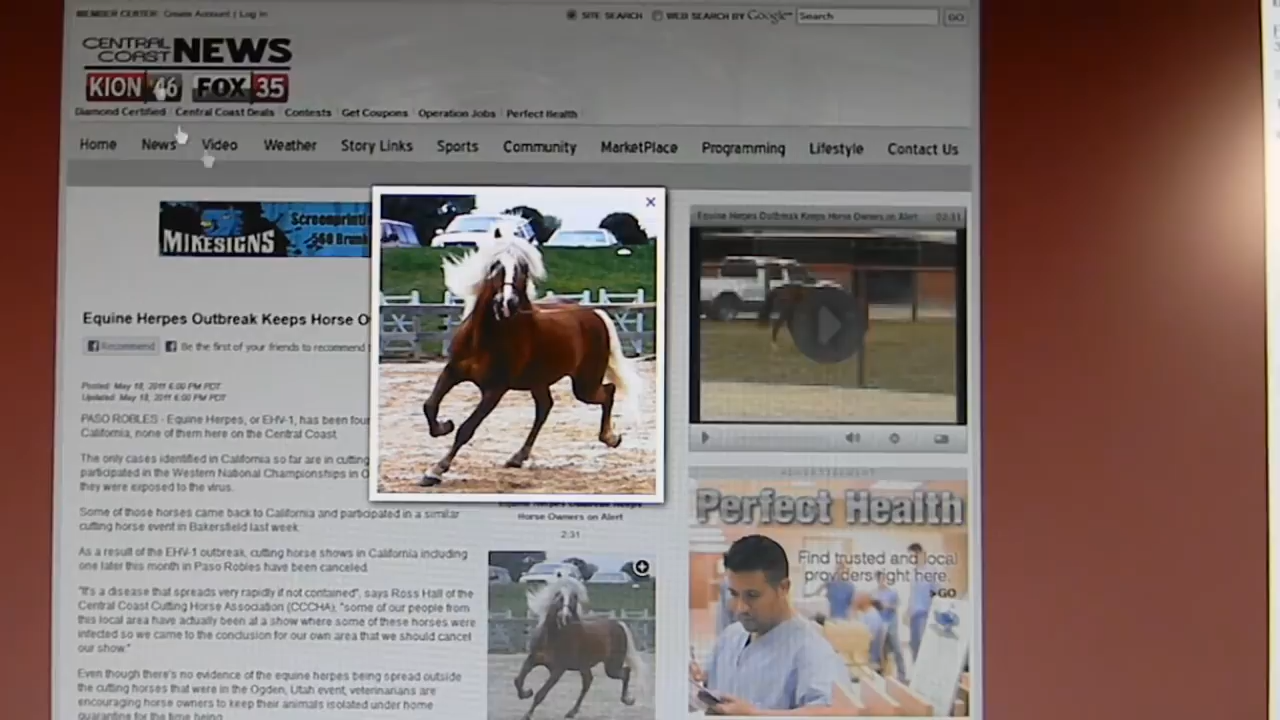 MEMBER CENTER: Create Account | Log In
SITE SEARCH WEB SEARCH BY Google Search GO
CENTRAL COAST NEWS
KION 46 FOX 35
Diamond Certified Central Coast Deals Contests Get Coupons Operation Jobs Perfect Health
Home News Video Weather Story Links Sports Community MarketPlace Programming Lifestyle Contact Us
Screenprinti
MIKESIGNS
Equine Herpes Outbreak Keeps Horse O
Recommend Be the first of your friends to recommend
Posted: May 18, 2011 6:00 PM PDT
Updated: May 18, 2011 6:00 PM PDT
PASO ROBLES - Equine Herpes, or EHV-1, has been four
California, none of them here on the Central Coast.
The only cases identified in California so far are in cutting
participated in the Western National Championships in O
they were exposed to the virus.
Some of those horses came back to California and participated in a similar
cutting horse event in Bakersfield last week.
As a result of the EHV-1 outbreak, cutting horse shows in California including
one later this month in Paso Robles have been canceled.
"It's a disease that spreads very rapidly if not contained", says Ross Hall of the
Central Coast Cutting Horse Association (CCCHA), "some of our people from
this local area have actually been at a show where some of these horses were
infected so we came to the conclusion for our own area that we should cancel
our show."
Even though there's no evidence of the equine herpes being spread outside
the cutting horses that were in the Ogden, Utah event, veterinarians are
encouraging horse owners to keep their animals isolated under home
quarantine for the time being.
Equine Herpes Outbreak Keeps
Horse Owners on Alert
2:31
Equine Herpes Outbreak Keeps Horse Owners on Alert 02:31
ADVERTISEMENT
Perfect Health
Find trusted and local
providers right here.
>GO